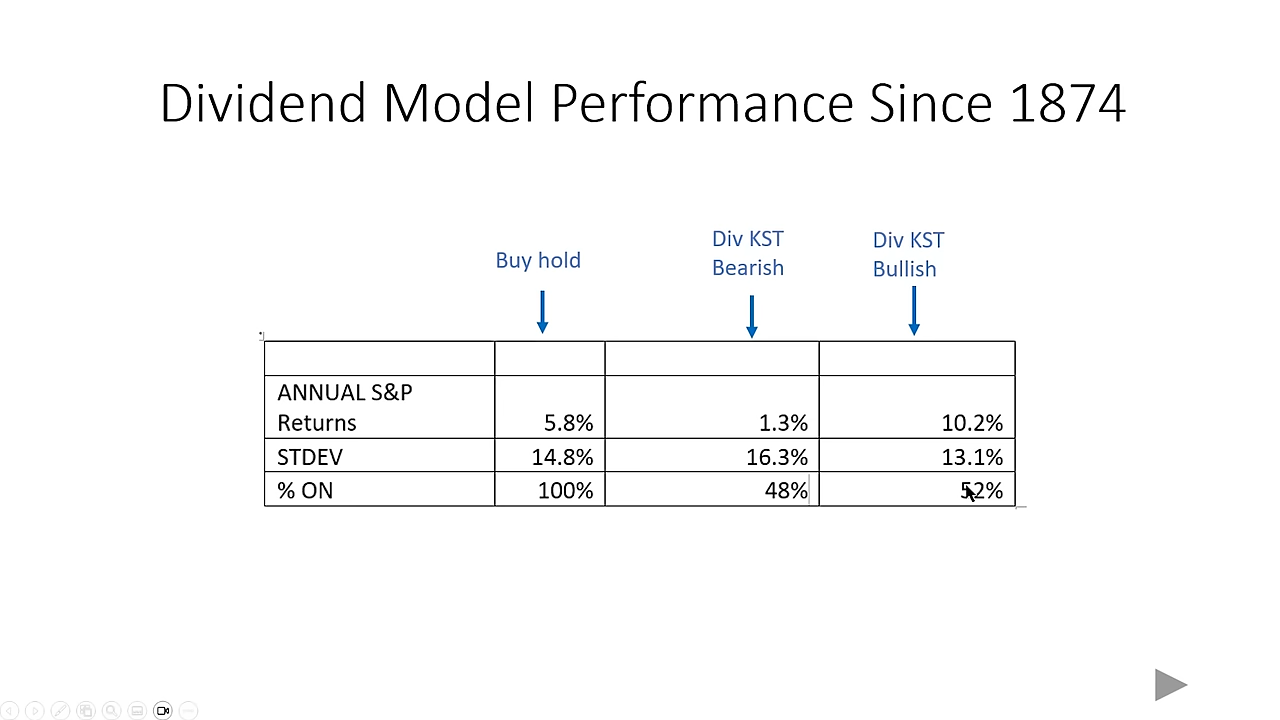 Dividend Model Performance Since 1874
Buy hold
Div KST
Bearish
Div KST
Bullish
ANNUAL S&P
Returns 5.8% 1.3% 10.2%
STDEV 14.8% 16.3% 13.1%
% ON 100% 48% 52%